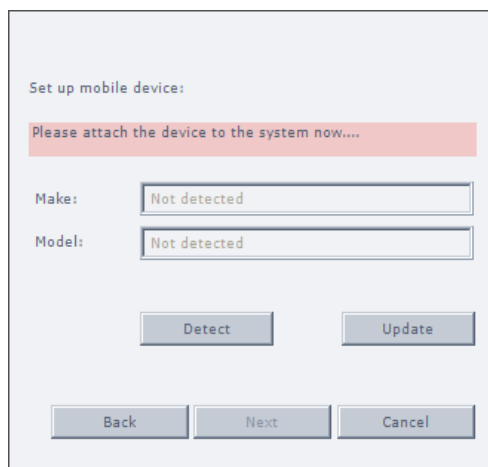 Set up mobile device:
Please attach the device to the system now....
Make: Not detected
Model: Not detected
Detect Update
Back Next Cancel